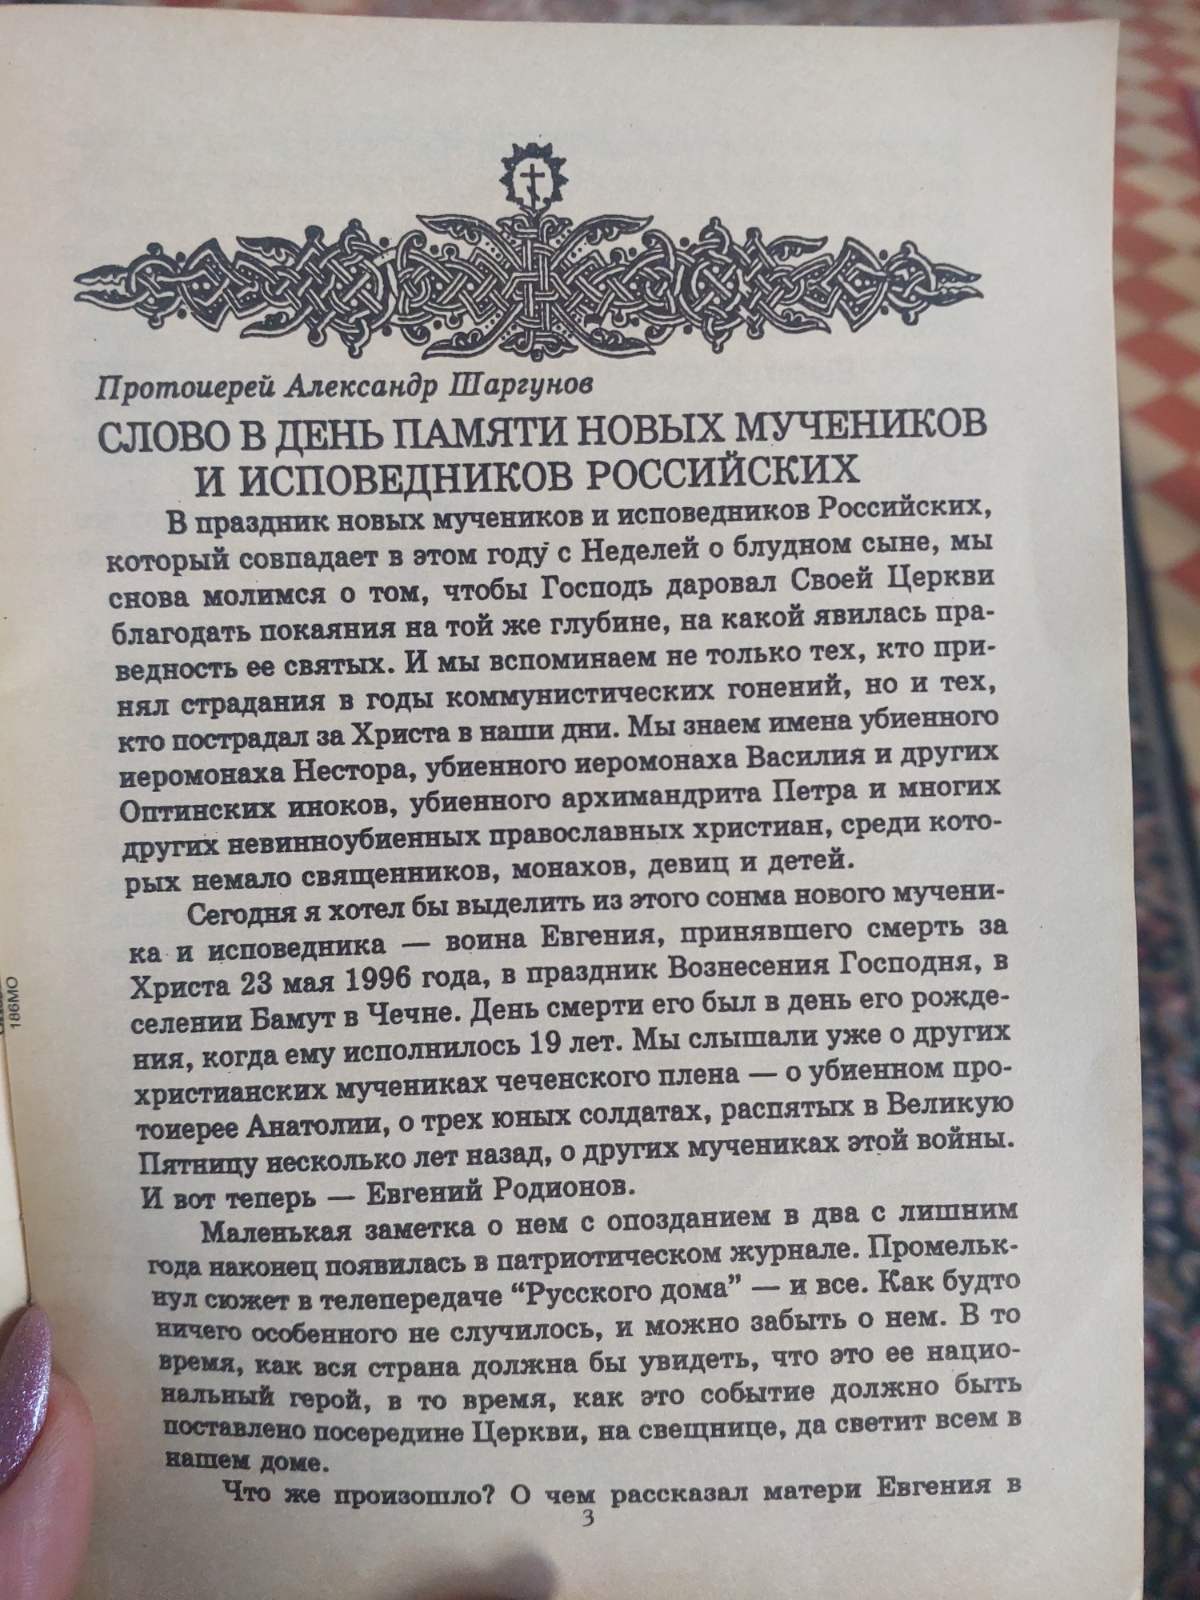 Протоиерей Александр Шаргунов
СЛОВО В ДЕНЬ ПАМЯТИ НОВЫХ МУЧЕНИКОВ
И ИСПОВЕДНИКОВ РОССИЙСКИХ
В праздник новых мучеников и исповедников Российских,
который совпадает в этом году с Неделей о блудном сыне, мы
снова молимся о том, чтобы Господь даровал Своей Церкви
благодать покаяния на той же глубине, на какой явилась пра-
ведность ее святых. И мы вспоминаем не только тех, кто при-
нял страдания в годы коммунистических гонений, но и тех,
кто пострадал за Христа в наши дни. Мы знаем имена убиенного
иеромонаха Нестора, убиенного иеромонаха Василия и других
Оптинских иноков, убиенного архимандрита Петра и многих
других невинноубиенных православных христиан, среди кото-
рых немало священников, монахов, девиц и детей.
Сегодня я хотел бы выделить из этого сонма нового мучени-
ка и исповедника — воина Евгения, принявшего смерть за
Христа 23 мая 1996 года, в праздник Вознесения Господня, в
селении Бамут в Чечне. День смерти его был в день его рожде-
ния, когда ему исполнилось 19 лет. Мы слышали уже о других
христианских мучениках чеченского плена — о убиенном про-
тоиерее Анатолии, о трех юных солдатах, распятых в Великую
Пятницу несколько лет назад, о других мучениках этой войны.
И вот теперь — Евгений Родионов.
Маленькая заметка о нем с опозданием в два с лишним
года наконец появилась в патриотическом журнале. Промельк-
нул сюжет в телепередаче “Русского дома” — и все. Как будто
ничего особенного не случилось, и можно забыть о нем. В то
время, как вся страна должна бы увидеть, что это ее нацио-
нальный герой, в то время, как это событие должно быть
поставлено посередине Церкви, на свещнице, да светит всем в
нашем доме.
Что же произошло? О чем рассказал матери Евгения в
3
186МО